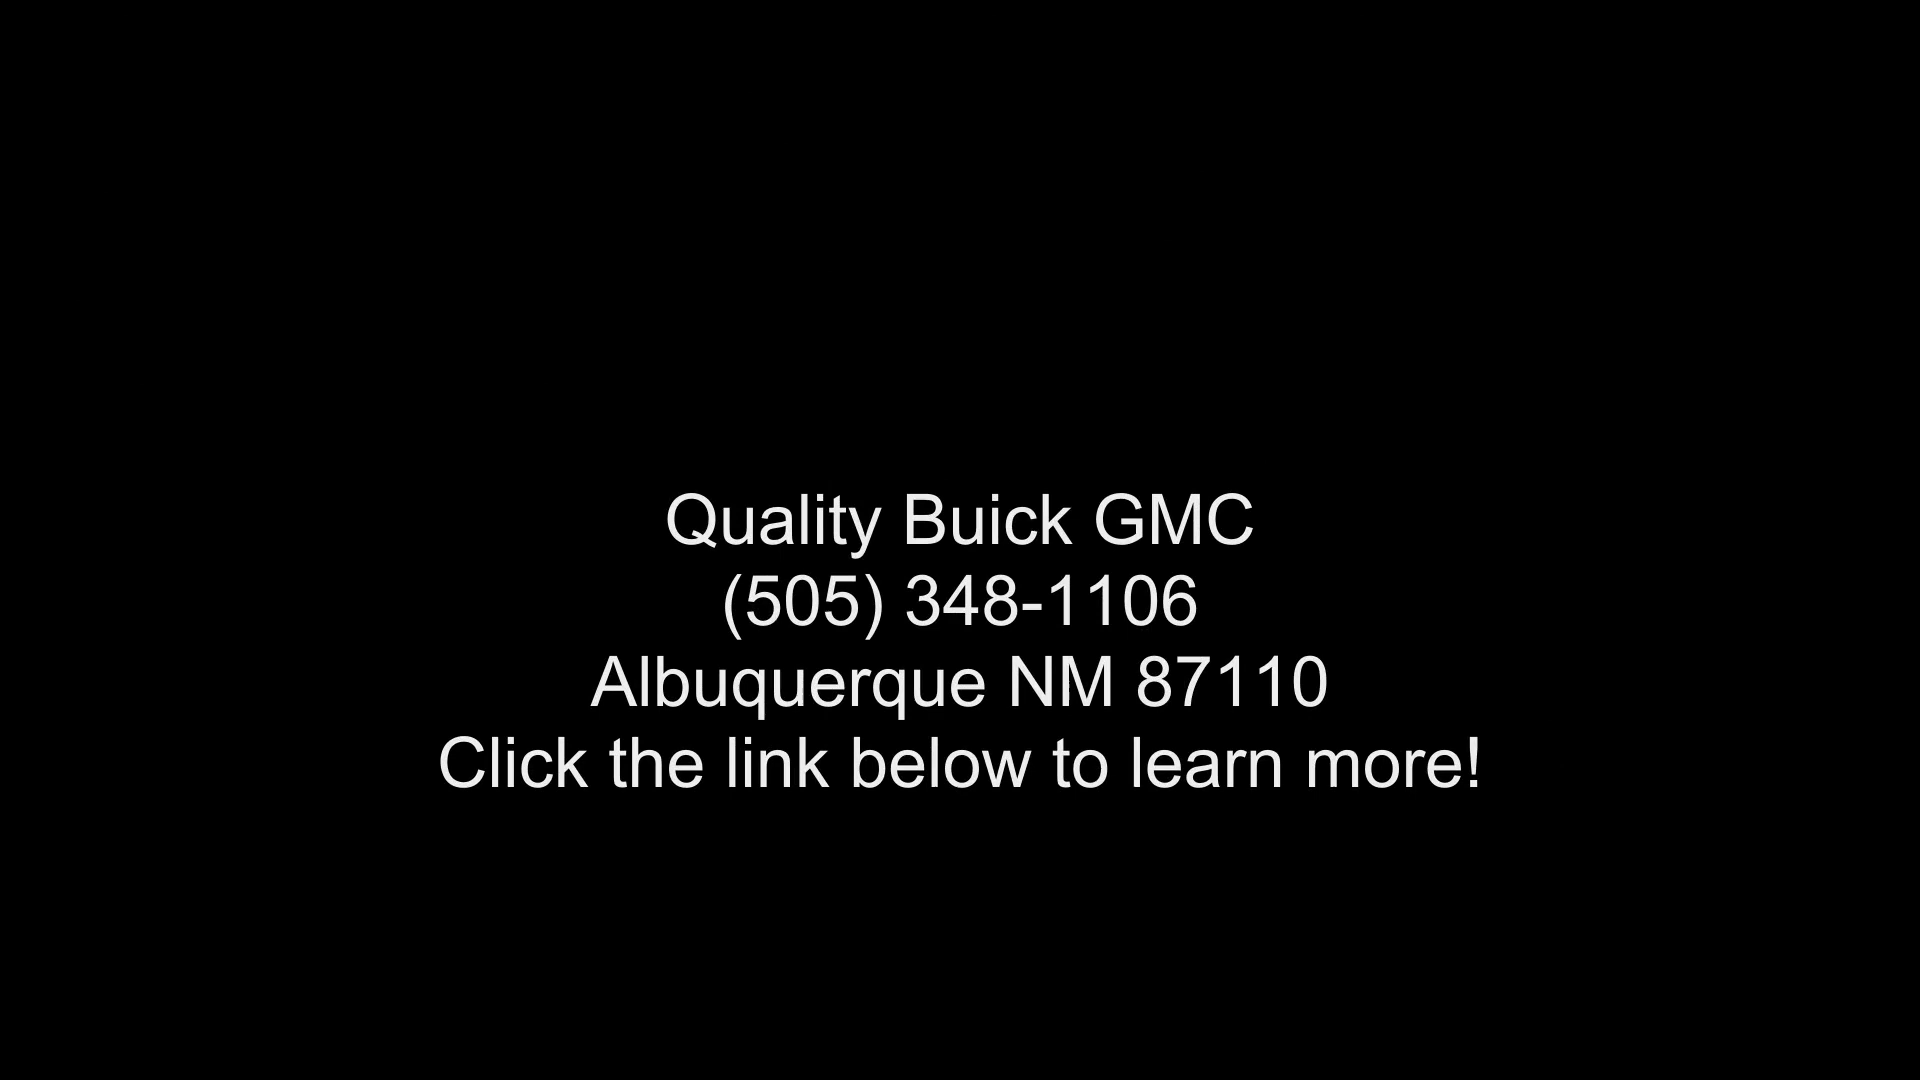 Quality Buick GMC
(505) 348-1106
Albuquerque NM 87110
Click the link below to learn more!